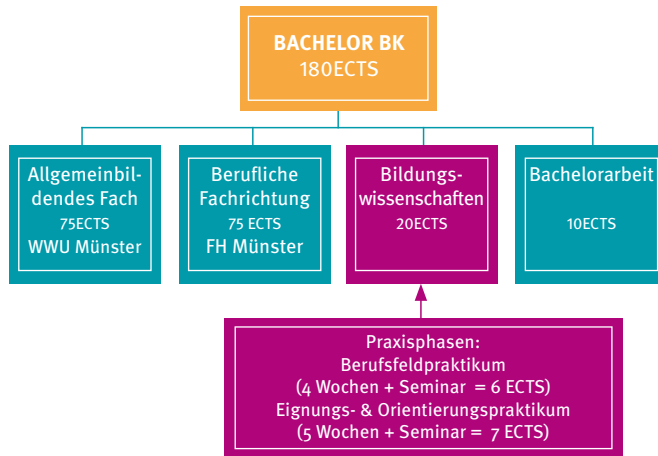 BACHELOR BK
180ECTS
Allgemeinbil-
dendes Fach
75ECTS
WWU Münster
Berufliche
Fachrichtung
75 ECTS
FH Münster
Bildungs-
wissenschaften
20ECTS
Bachelorarbeit
10ECTS
Praxisphasen:
Berufsfeldpraktikum
(4 Wochen + Seminar = 6 ECTS)
Eignungs- & Orientierungspraktikum
(5 Wochen + Seminar = 7 ECTS)